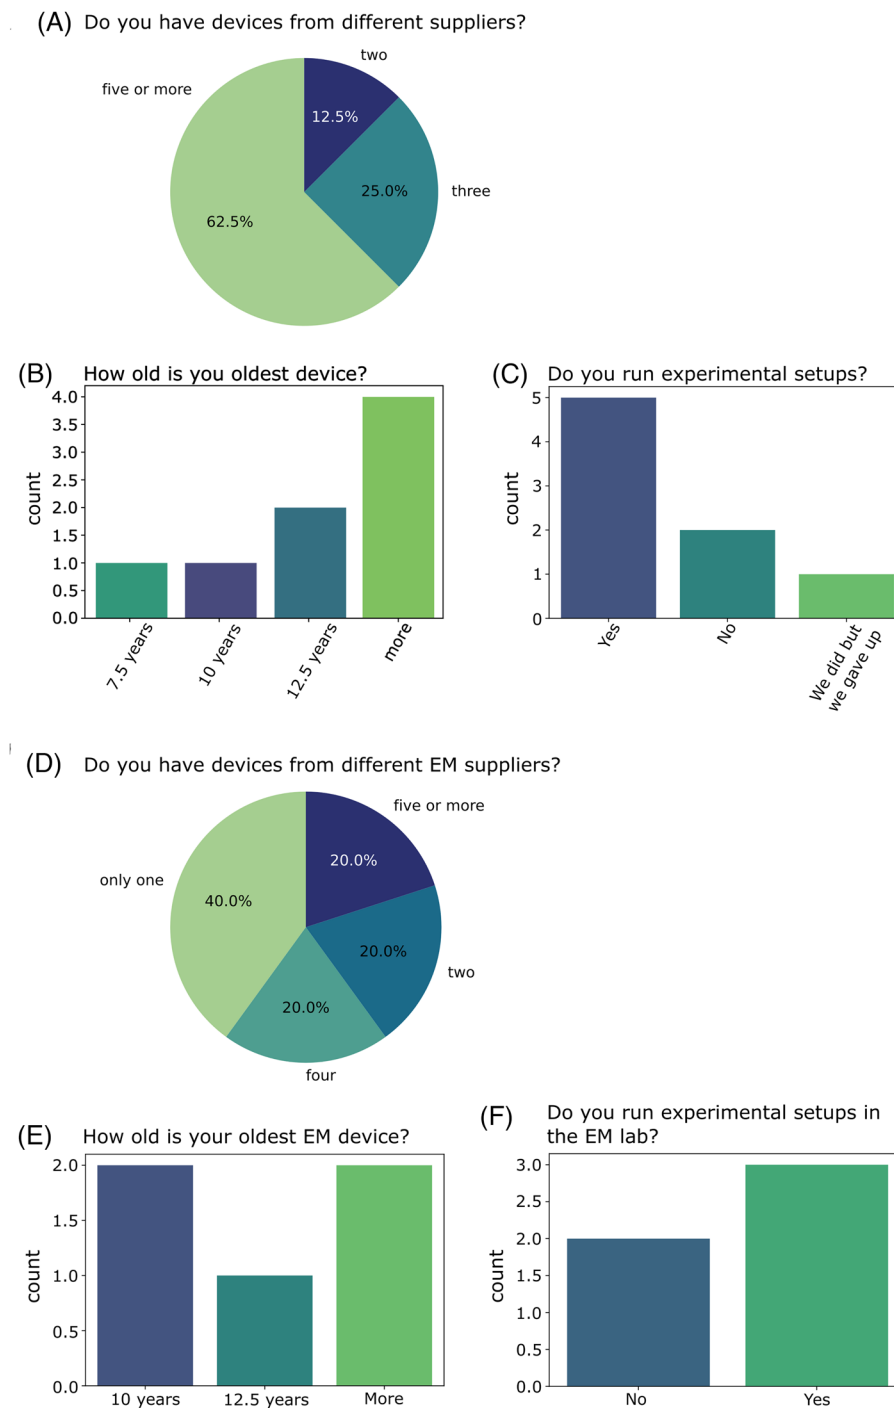 (A) Do you have devices from different suppliers?
two
five or more
12.5%
three
25.0%
62.5%
(B) How old is you oldest device?
4.0
3.5
3.0
2.5
2.0
1.5
1.0
0.5
0.0
count
7.5 years
10 years
12.5 years
more
(C) Do you run experimental setups?
5
4
3
2
1
0
count
Yes
No
We did but
we gave up
(D) Do you have devices from different EM suppliers?
five or more
only one
20.0%
40.0%
20.0%
two
20.0%
four
(E) How old is your oldest EM device?
2.0
1.5
1.0
0.5
0.0
count
10 years
12.5 years
More
(F) Do you run experimental setups in
the EM lab?
3.0
2.5
2.0
1.5
1.0
0.5
0.0
count
No
Yes